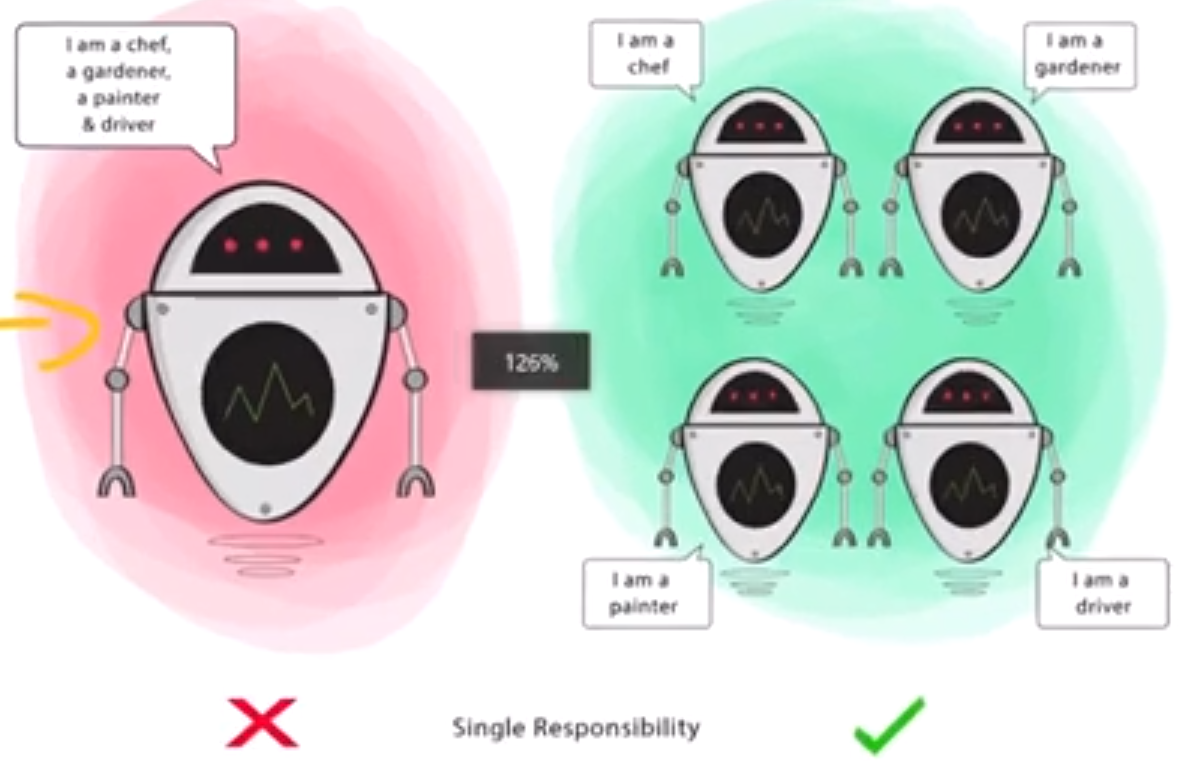 I am a chef,
a gardener,
a painter
& driver
I am a
chef
I am a
gardener
126%
I am a
painter
I am a
driver
Single Responsibility